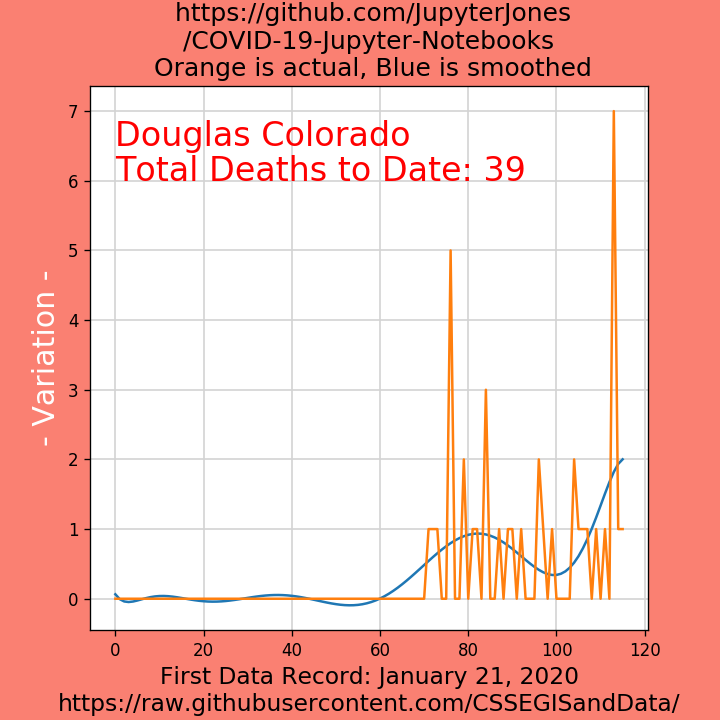 https://github.com/JupyterJones
/COVID-19-Jupyter-Notebooks
Orange is actual, Blue is smoothed
Douglas Colorado
Total Deaths to Date: 39
- Variation -
7
6
5
4
3
2
1
0
0 20 40 60 80 100 120
First Data Record: January 21, 2020
https://raw.githubusercontent.com/CSSEGISandData/